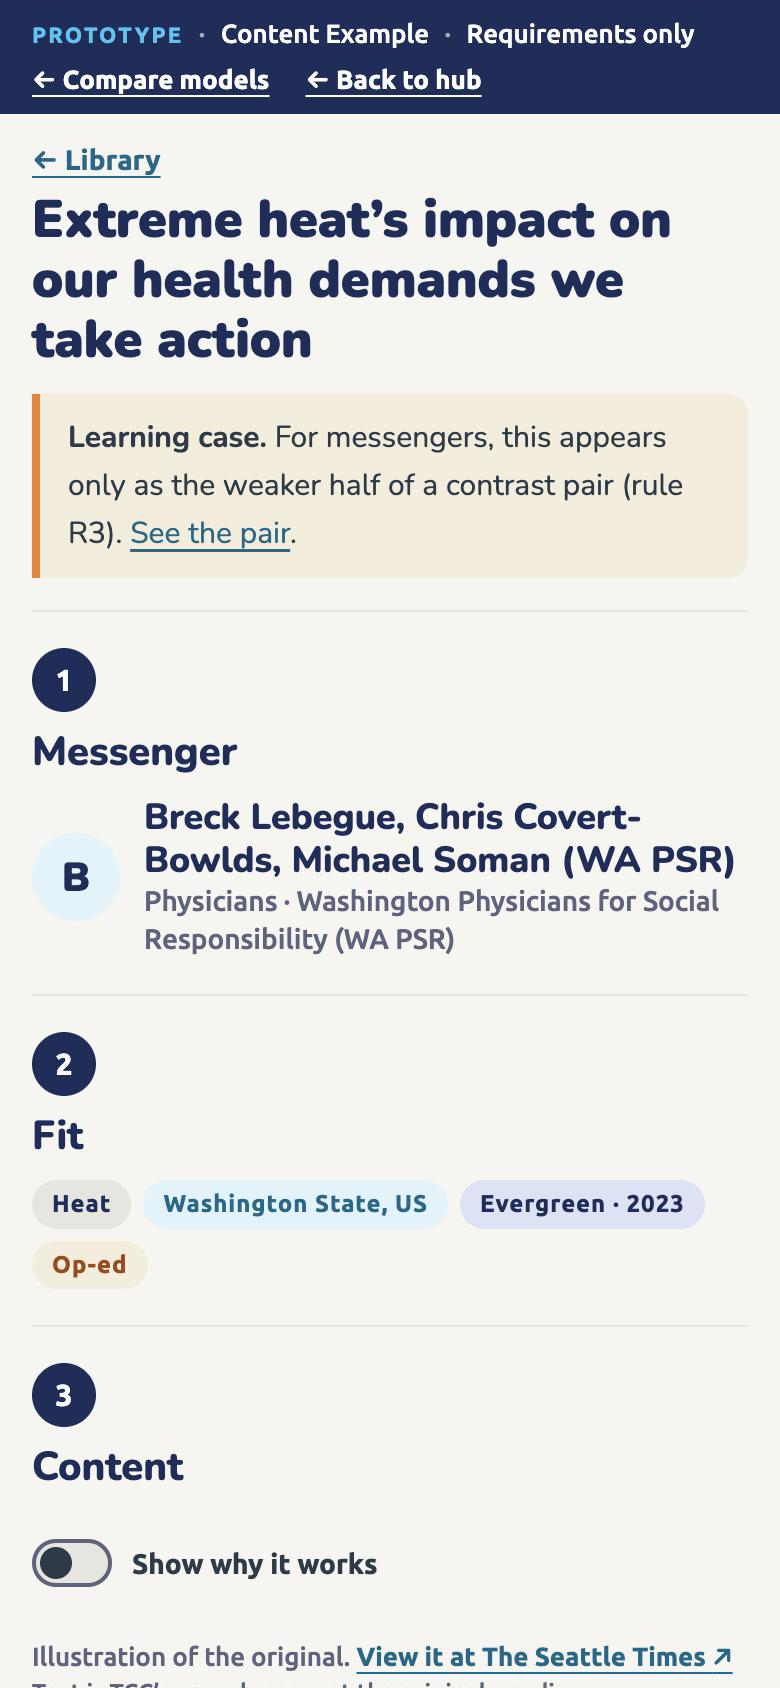 PROTOTYPE · Content Example · Requirements only
← Compare models ← Back to hub
← Library
Extreme heat’s impact on
our health demands we
take action
Learning case. For messengers, this appears
only as the weaker half of a contrast pair (rule
R3). See the pair.
1
Messenger
B
Breck Lebegue, Chris Covert-
Bowlds, Michael Soman (WA PSR)
Physicians · Washington Physicians for Social
Responsibility (WA PSR)
2
Fit
Heat Washington State, US Evergreen · 2023
Op-ed
3
Content
Show why it works
Illustration of the original. View it at The Seattle Times ↗